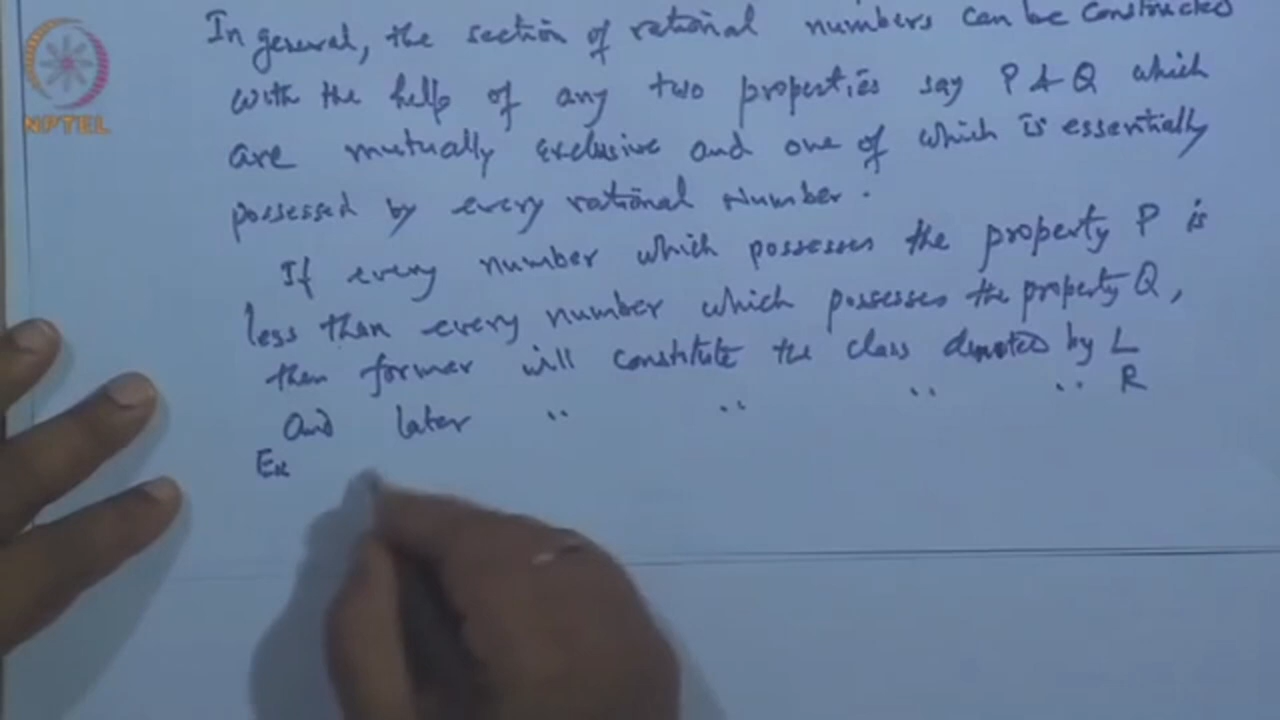 In general, the section of rational numbers can be constructed
NPTEL
with the help of any two properties say P & Q which
are mutually exclusive and one of which is essentially
possessed by every rational Number.
If every number which possesses the property P is
less than every number which possesses the property Q,
then former will constitute the class denoted by L
And later " " " " R
Ex